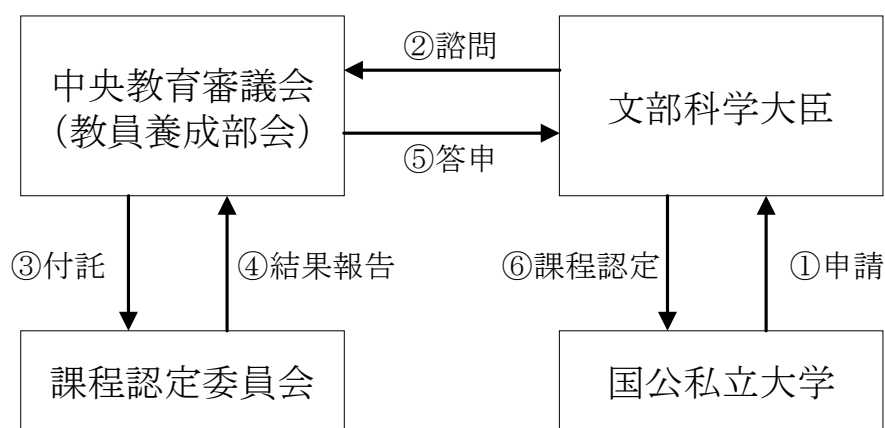 ②諮問
中央教育審議会
(教員養成部会)
文部科学大臣
⑤答申
③付託
④結果報告
⑥課程認定
①申請
課程認定委員会
国公私立大学